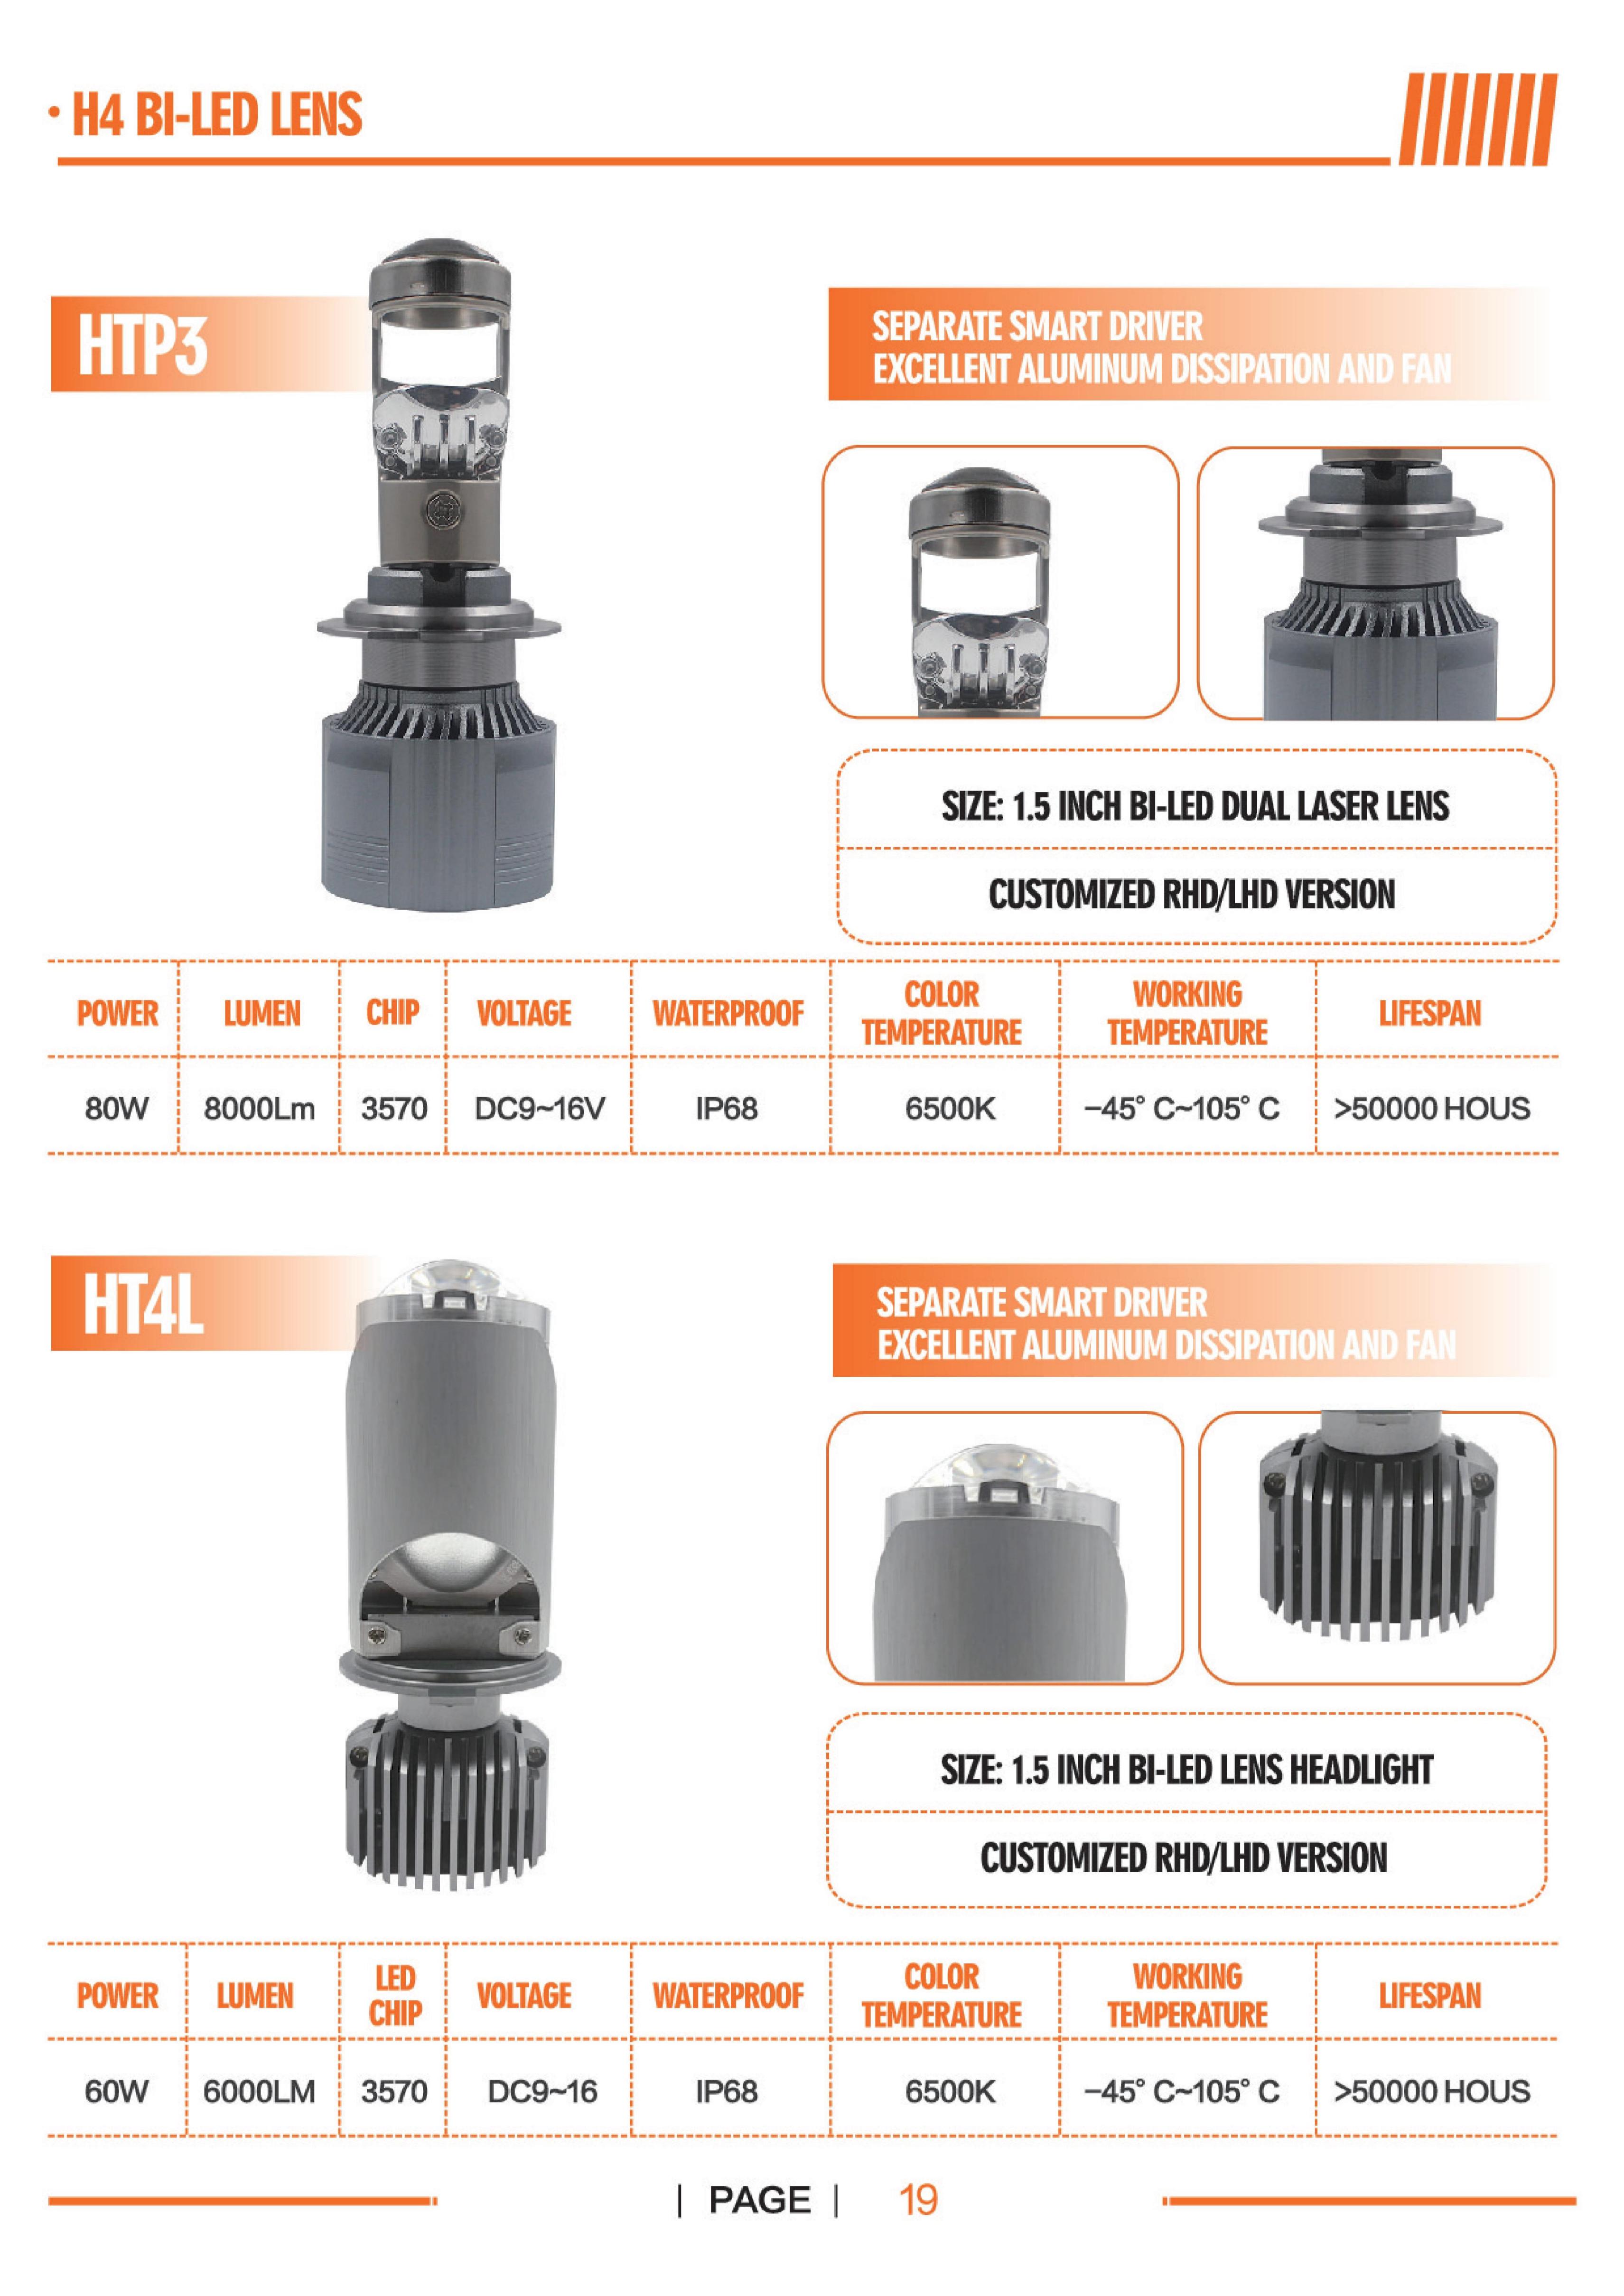 • H4 BI-LED LENS
HTP3
SEPARATE SMART DRIVER
EXCELLENT ALUMINUM DISSIPATION AND FAN
SIZE: 1.5 INCH BI-LED DUAL LASER LENS
CUSTOMIZED RHD/LHD VERSION
POWER LUMEN CHIP VOLTAGE WATERPROOF COLOR TEMPERATURE WORKING TEMPERATURE LIFESPAN
80W 8000Lm 3570 DC9~16V IP68 6500K −45° C~105° C >50000 HOUS
HT4L
SEPARATE SMART DRIVER
EXCELLENT ALUMINUM DISSIPATION AND FAN
SIZE: 1.5 INCH BI-LED LENS HEADLIGHT
CUSTOMIZED RHD/LHD VERSION
POWER LUMEN LED CHIP VOLTAGE WATERPROOF COLOR TEMPERATURE WORKING TEMPERATURE LIFESPAN
60W 6000LM 3570 DC9~16 IP68 6500K −45° C~105° C >50000 HOUS
| PAGE | 19